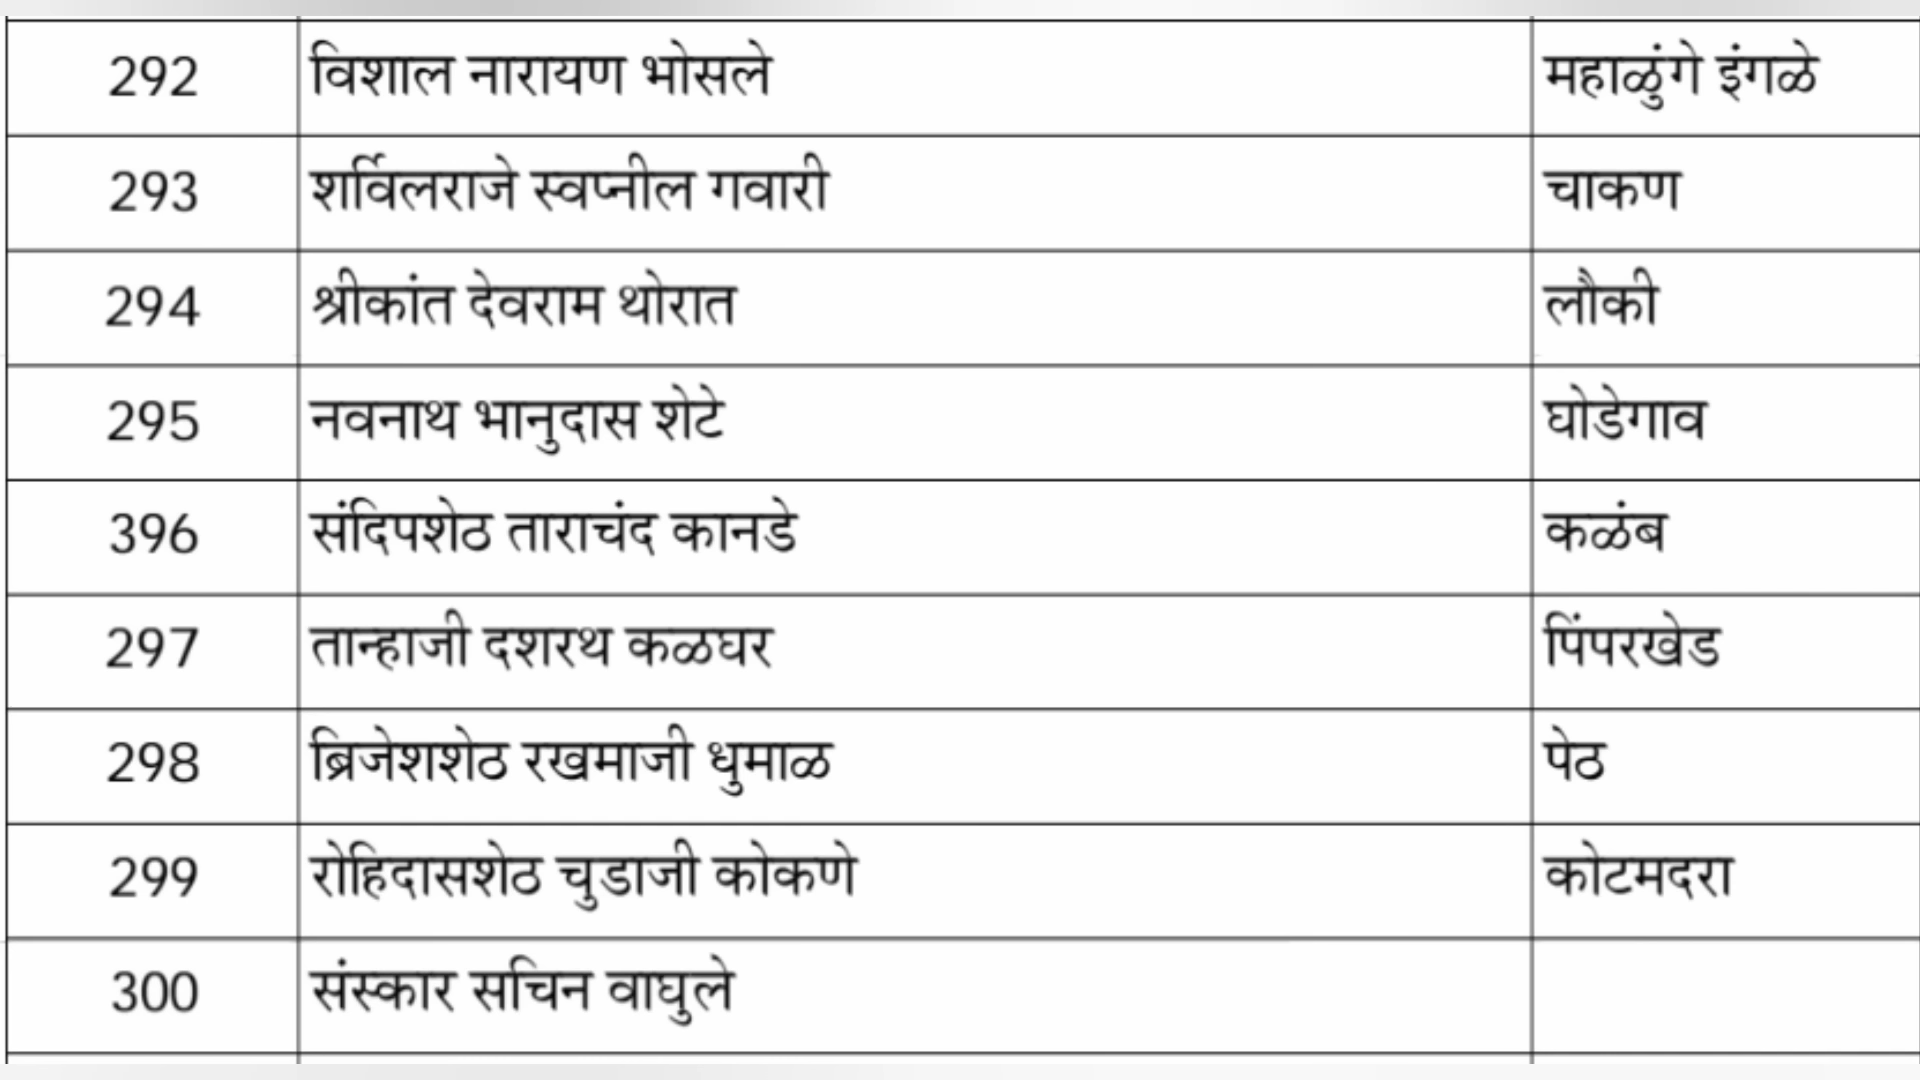 292 विशाल नारायण भोसले महाळुंगे इंगळे
293 शर्विलराजे स्वप्नील गवारी चाकण
294 श्रीकांत देवराम थोरात लौकी
295 नवनाथ भानुदास शेटे घोडेगाव
396 संदिपशेठ ताराचंद कानडे कळंब
297 तान्हाजी दशरथ कळघर पिंपरखेड
298 ब्रिजेशशेठ रखमाजी धुमाळ पेठ
299 रोहिदासशेठ चुडाजी कोकणे कोटमदरा
300 संस्कार सचिन वाघुले